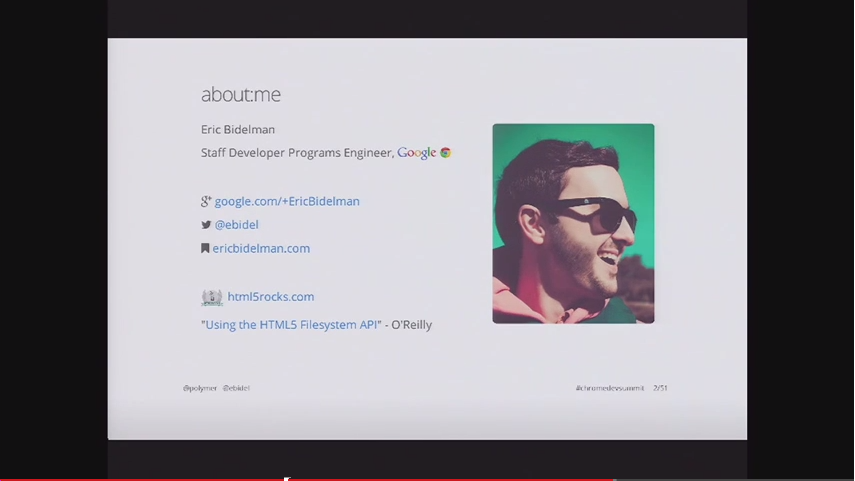 about:me
Eric Bidelman
Staff Developer Programs Engineer, Google
google.com/+EricBidelman
@ebidel
ericbidelman.com
html5rocks.com
"Using the HTML5 Filesystem API" - O'Reilly
@polymer @ebidel
#chromedevsummit 2/51